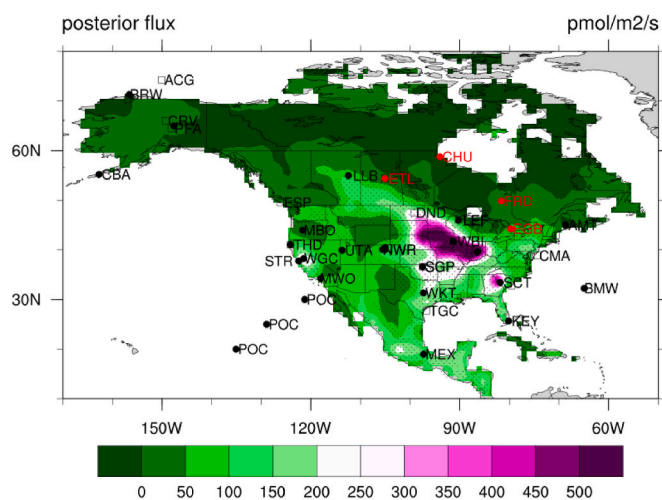 posterior flux pmol/m2/s
ACG
BRW
CRV
PFA
60N
CHU
CBA
LLB
ETL
FRD
ESP
DND
LEF
EGB
AMT
MBO
THD
UTA
NWR
WBI
CMA
STR
WGC
SGP
MWO
SCT
30N
POC
WKT
BMW
TGC
POC
KEY
POC
MEX
150W 120W 90W 60W
0 50 100 150 200 250 300 350 400 450 500